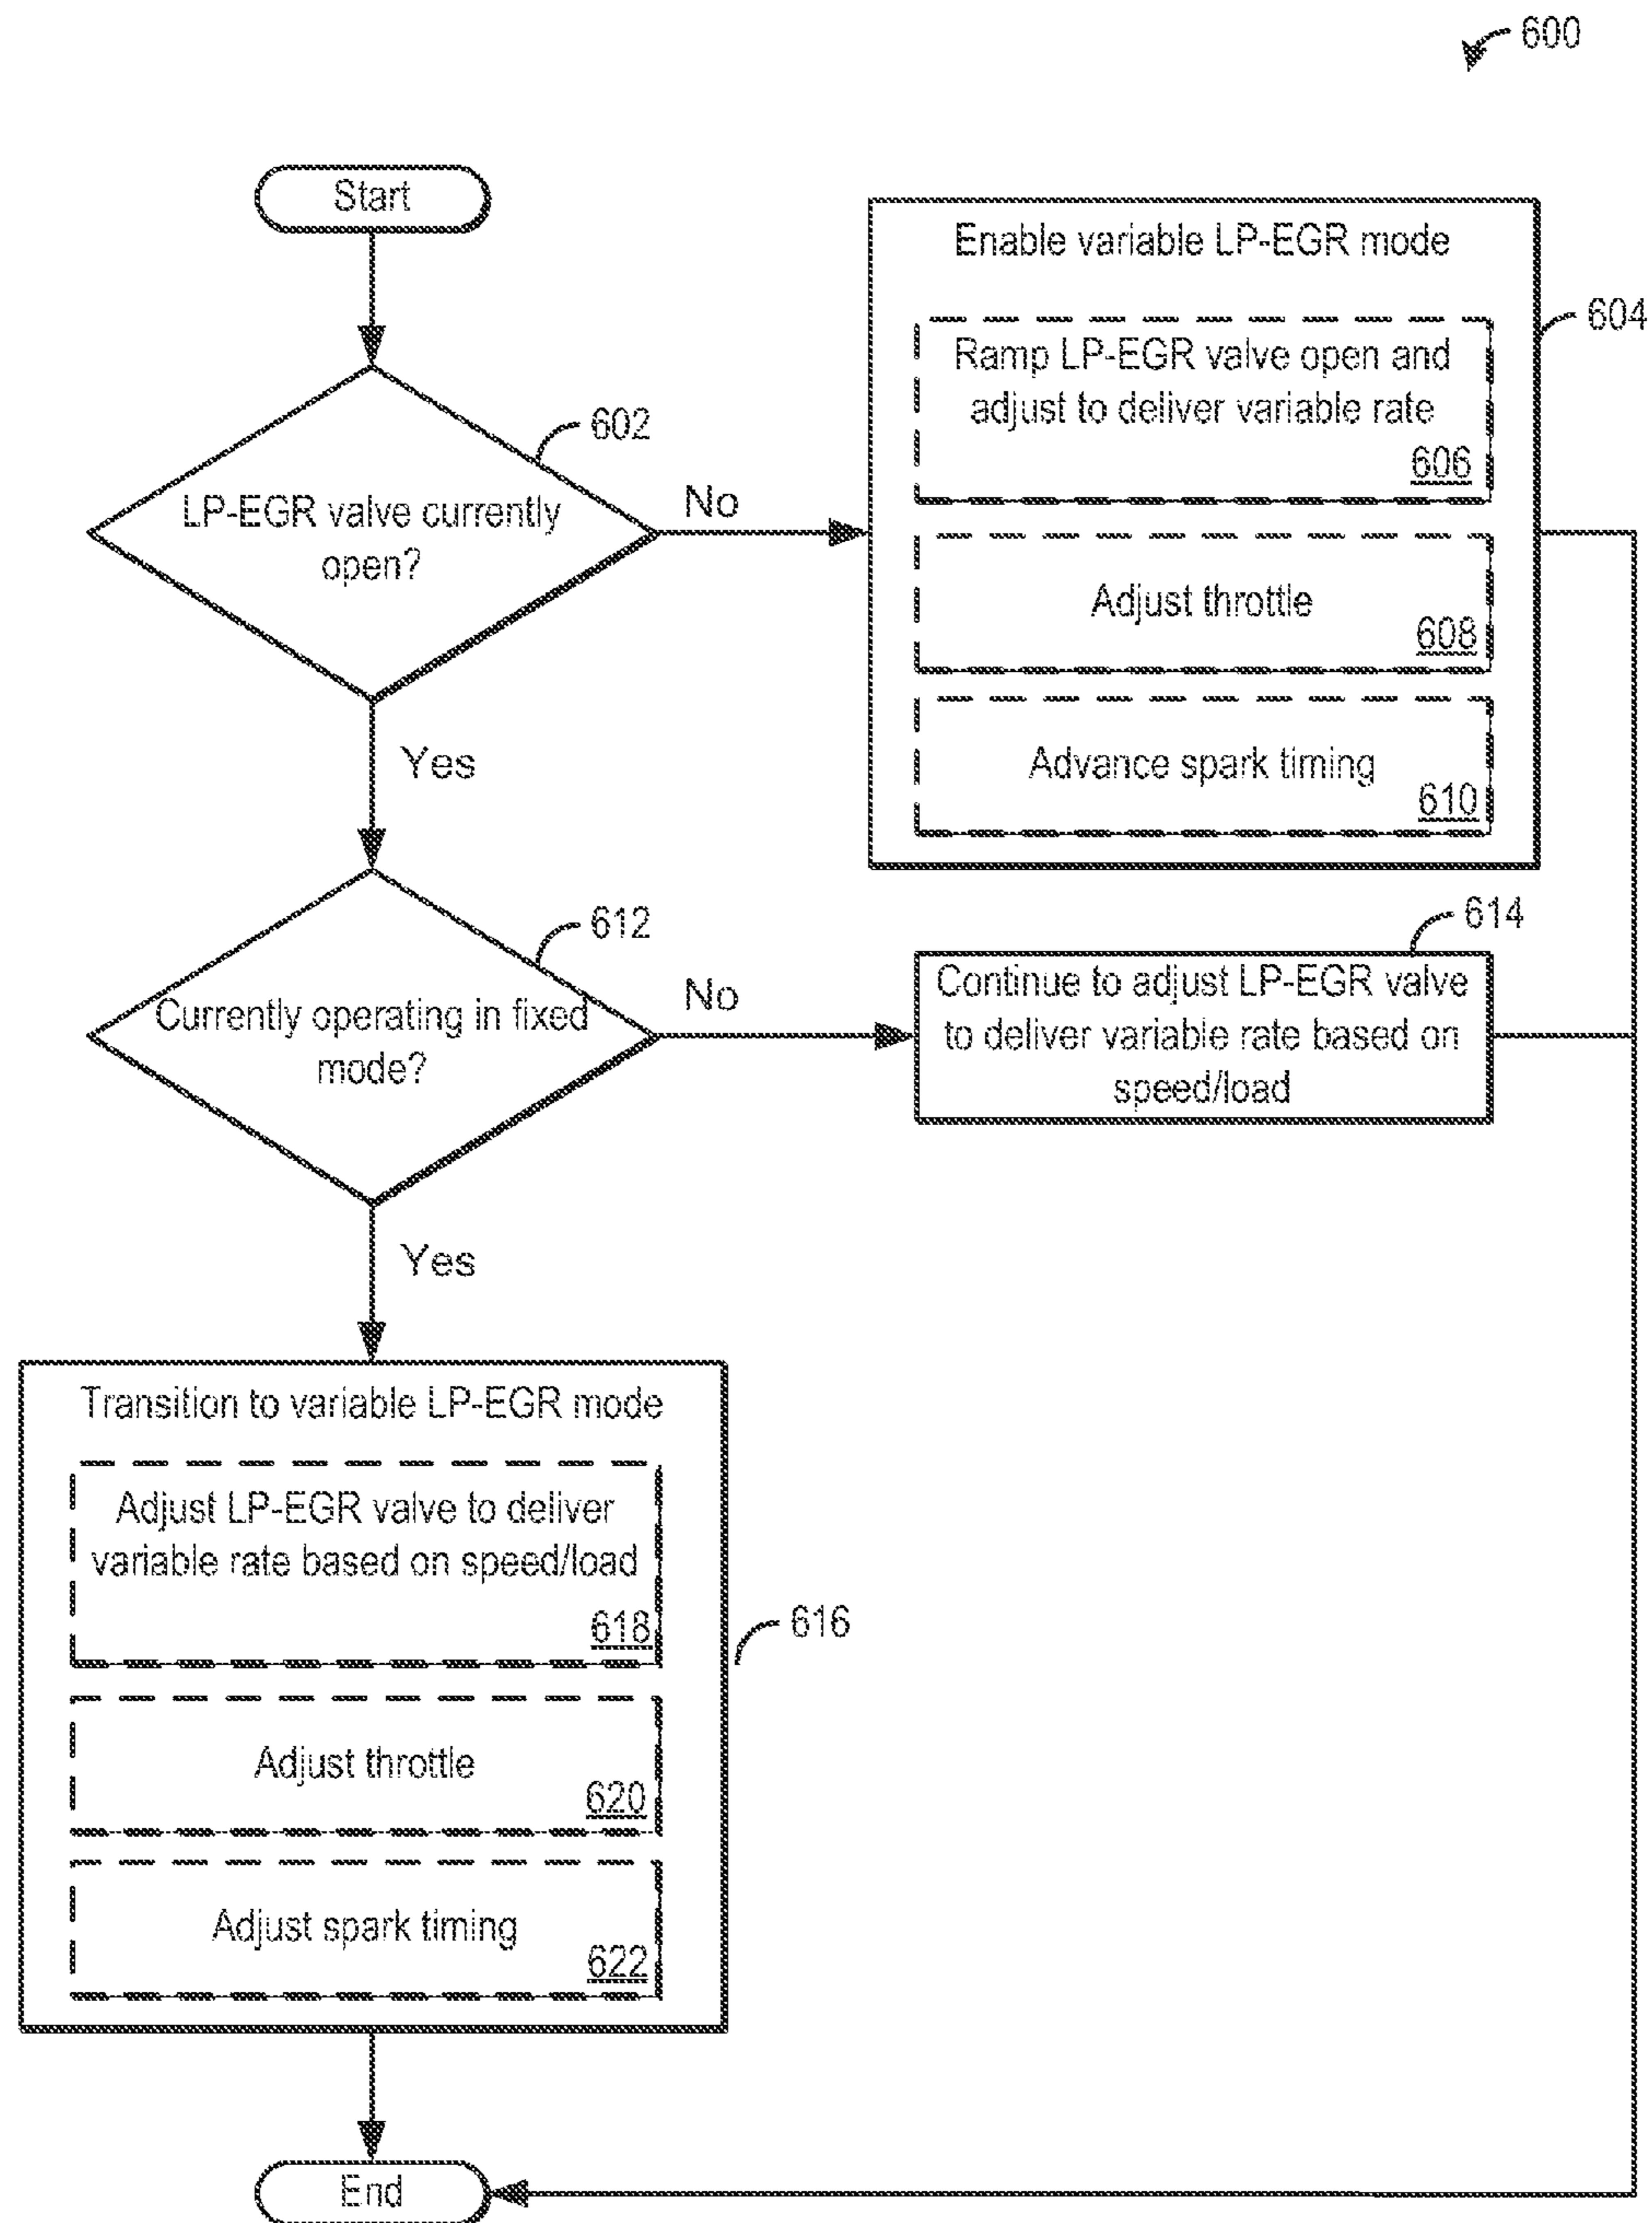 600
Start
Enable variable LP-EGR mode
604
Ramp LP-EGR valve open and
adjust to deliver variable rate
606
602
LP-EGR valve currently
open?
No
Adjust throttle
608
Advance spark timing
610
Yes
612
Currently operating in fixed
mode?
No
614
Continue to adjust LP-EGR valve
to deliver variable rate based on
speed/load
Yes
Transition to variable LP-EGR mode
Adjust LP-EGR valve to deliver
variable rate based on speed/load
618
616
Adjust throttle
620
Adjust spark timing
622
End